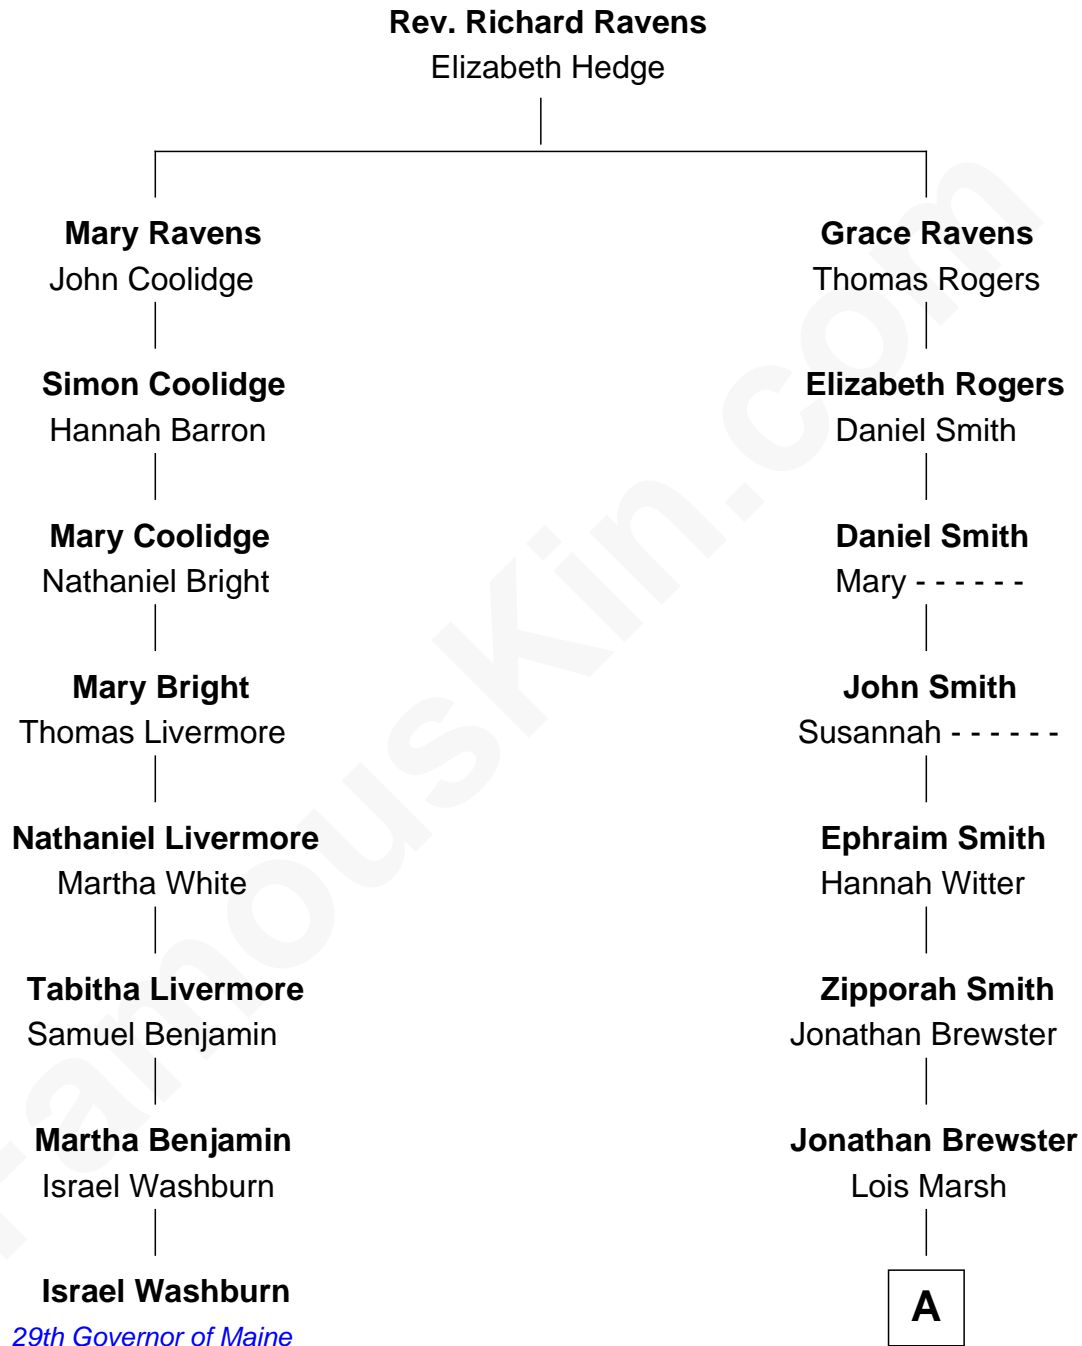 Rev. Richard Ravens
Elizabeth Hedge
Mary Ravens
John Coolidge
Grace Ravens
Thomas Rogers
Simon Coolidge
Hannah Barron
Elizabeth Rogers
Daniel Smith
Mary Coolidge
Nathaniel Bright
Daniel Smith
Mary - - - - - -
Mary Bright
Thomas Livermore
John Smith
Susannah - - - - - -
Nathaniel Livermore
Martha White
Ephraim Smith
Hannah Witter
Tabitha Livermore
Samuel Benjamin
Zipporah Smith
Jonathan Brewster
Martha Benjamin
Israel Washburn
Jonathan Brewster
Lois Marsh
Israel Washburn
29th Governor of Maine
A
FamousKin.com